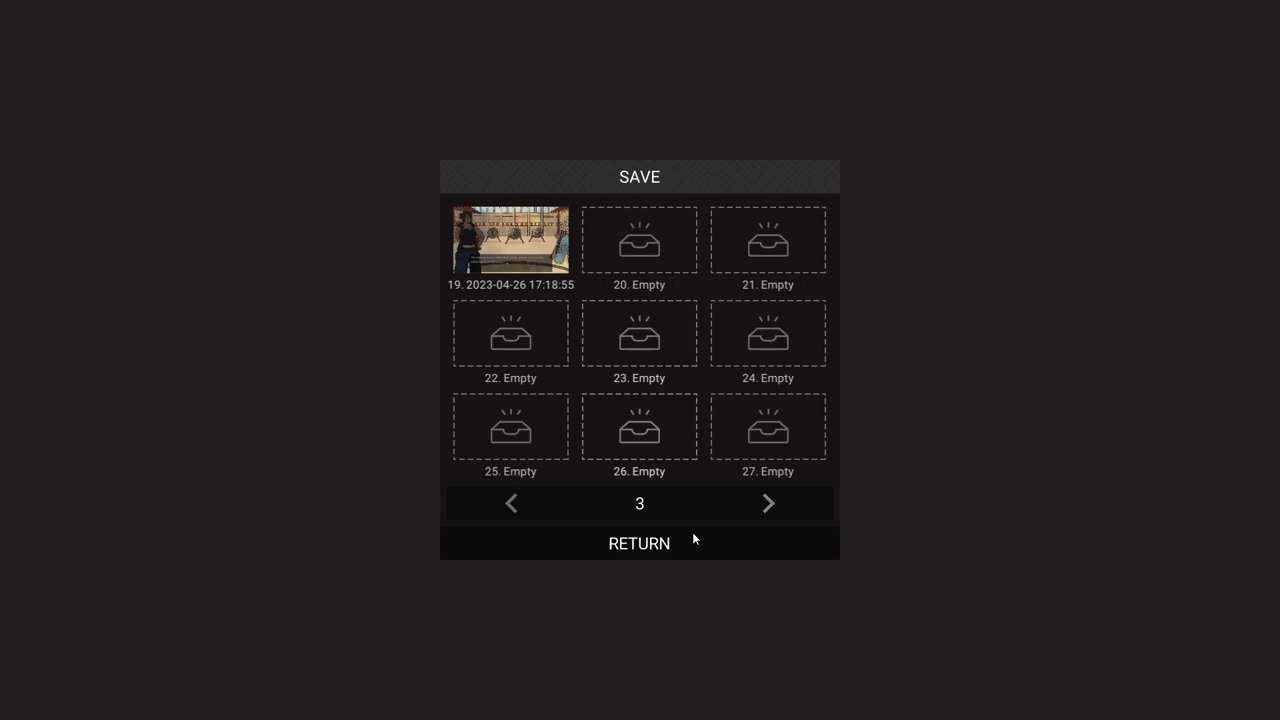 SAVE
19. 2023-04-26 17:18:55
20. Empty
21. Empty
22. Empty
23. Empty
24. Empty
25. Empty
26. Empty
27. Empty
3
RETURN